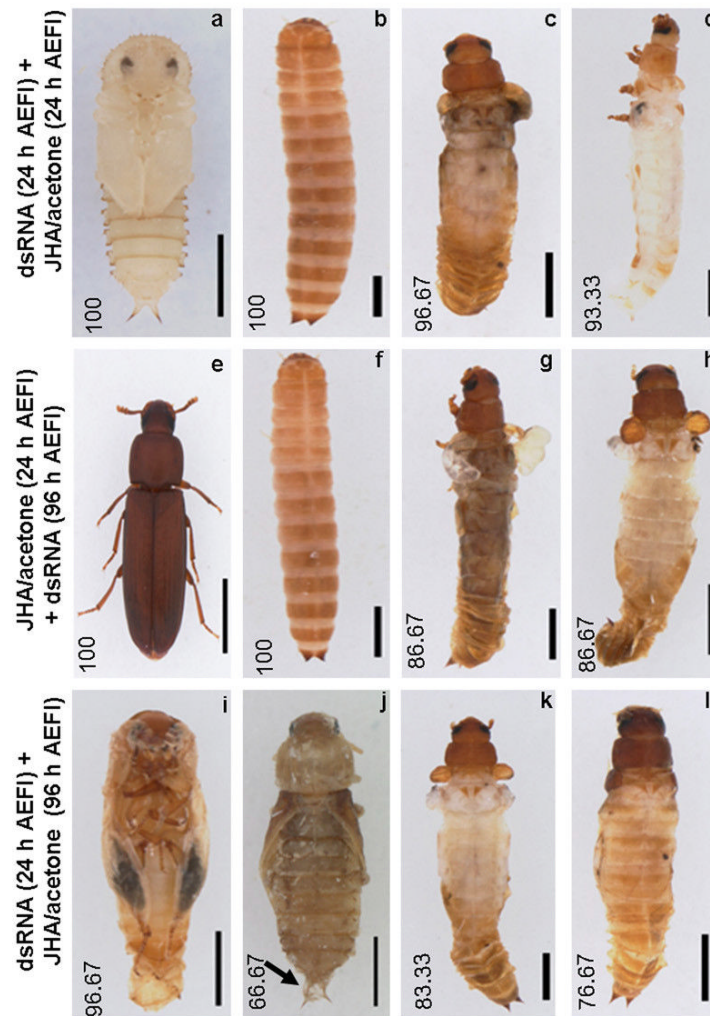 dsRNA (24 h AEFI) +
JHA/acetone (24 h AEFI)
a
100
b
100
c
96.67
d
93.33
JHA/acetone (24 h AEFI)
+ dsRNA (96 h AEFI)
e
100
f
100
g
86.67
h
86.67
dsRNA (24 h AEFI) +
JHA/acetone (96 h AEFI)
i
96.67
j
66.67
k
83.33
l
76.67